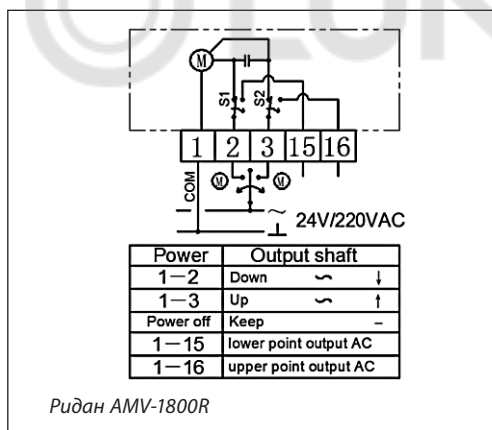 LUN
M
S1
S2
1 2 3 15 16
COM
M M
~ 24V/220VAC
Power Output shaft
1—2 Down ~ ↓
1—3 Up ~ ↑
Power off Keep –
1—15 lower point output AC
1—16 upper point output AC
Ридан AMV-1800R